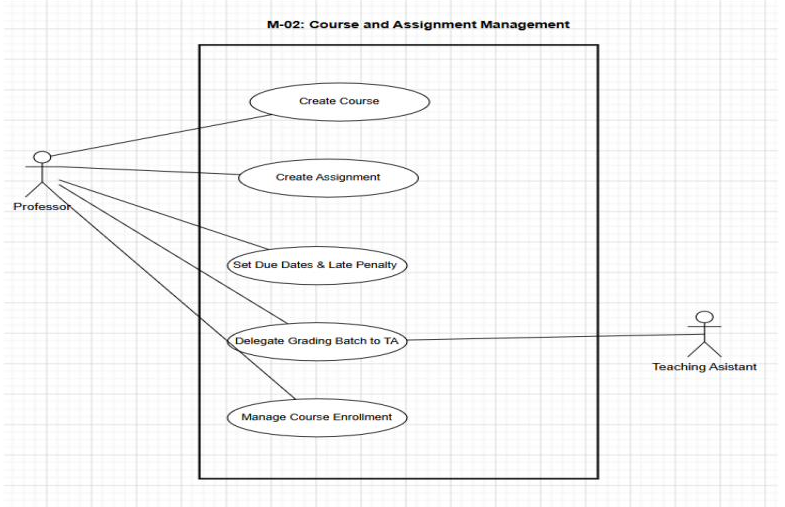 M-02: Course and Assignment Management
Create Course
Create Assignment
Professor
Set Due Dates & Late Penalty
Delegate Grading Batch to TA
Teaching Asistant
Manage Course Enrollment